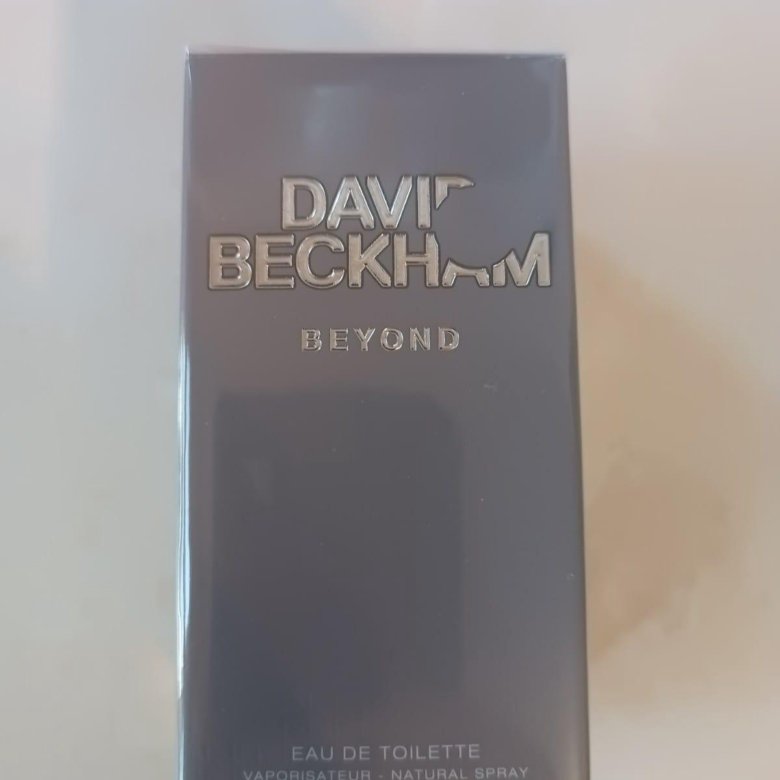 DAVID
BECKHAM
BEYOND
EAU DE TOILETTE
VAPORISATEUR - NATURAL SPRAY